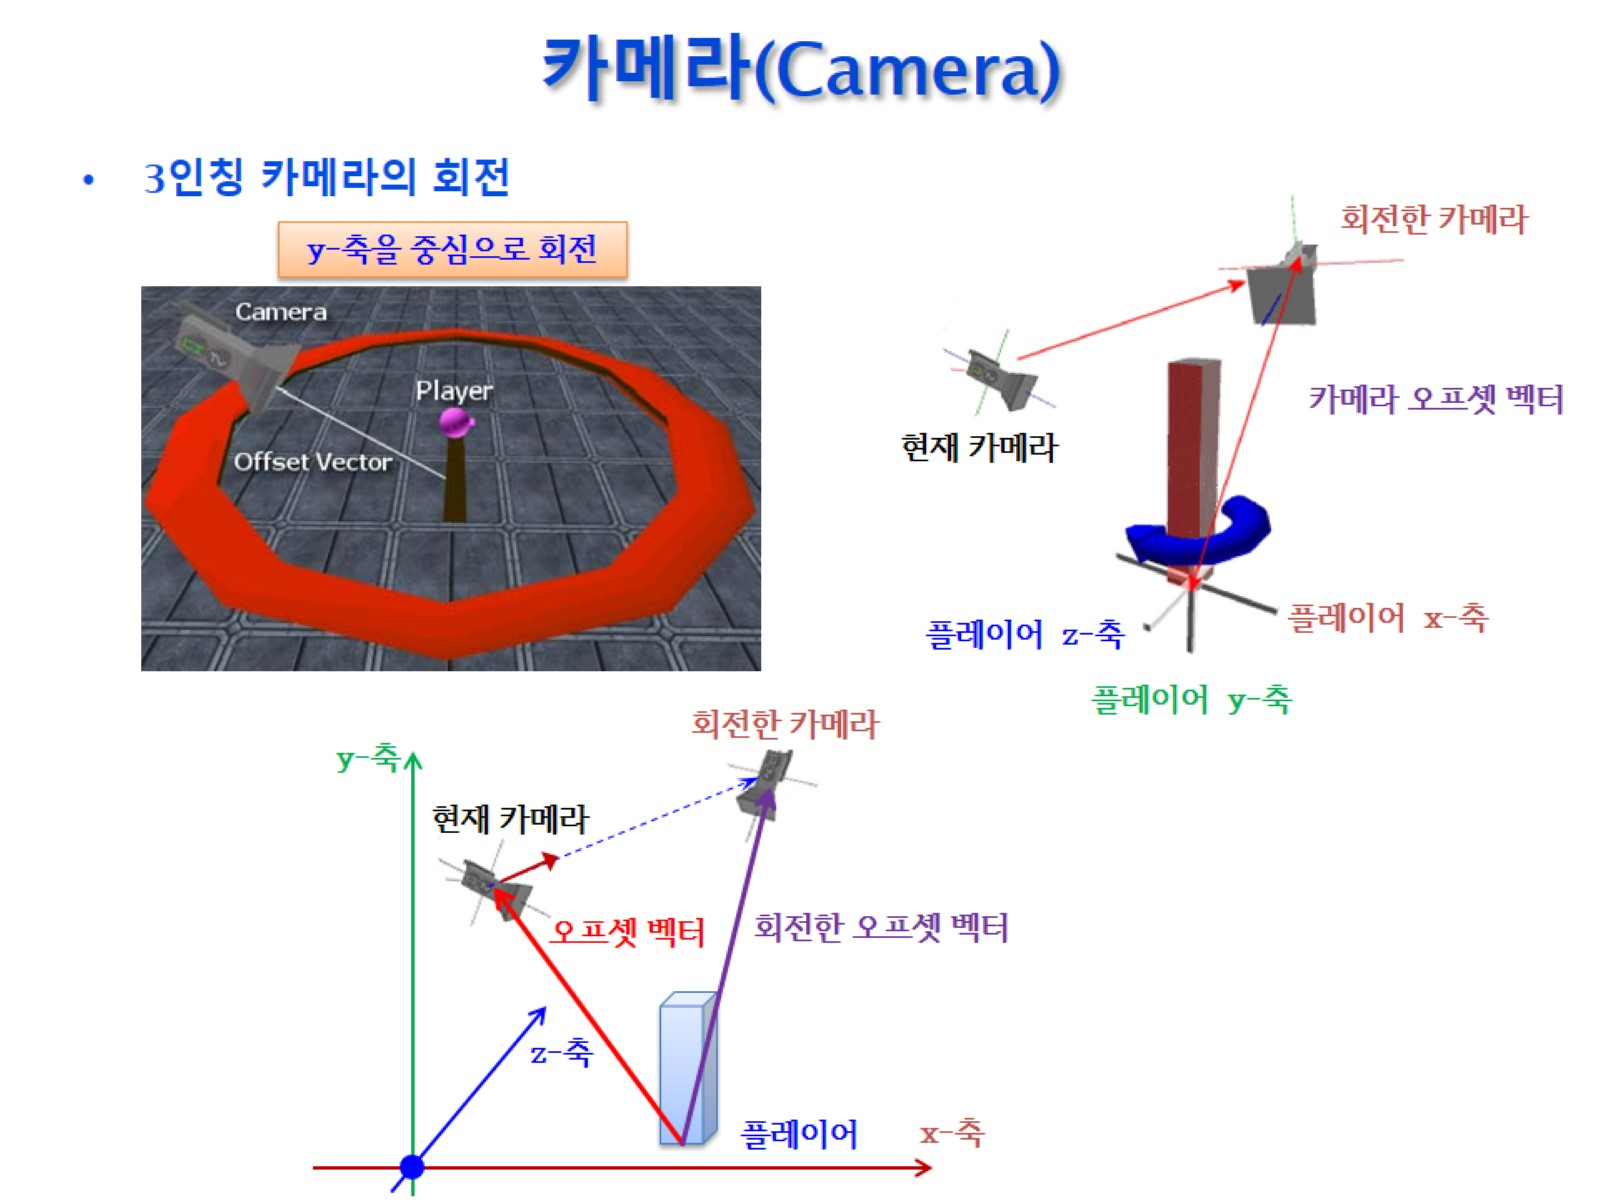 카메라(Camera)
• 3인칭 카메라의 회전
y-축을 중심으로 회전
Camera
Player
Offset Vector
회전한 카메라
현재 카메라
카메라 오프셋 벡터
플레이어 z-축
플레이어 x-축
플레이어 y-축
회전한 카메라
y-축
현재 카메라
오프셋 벡터
회전한 오프셋 벡터
z-축
플레이어
x-축